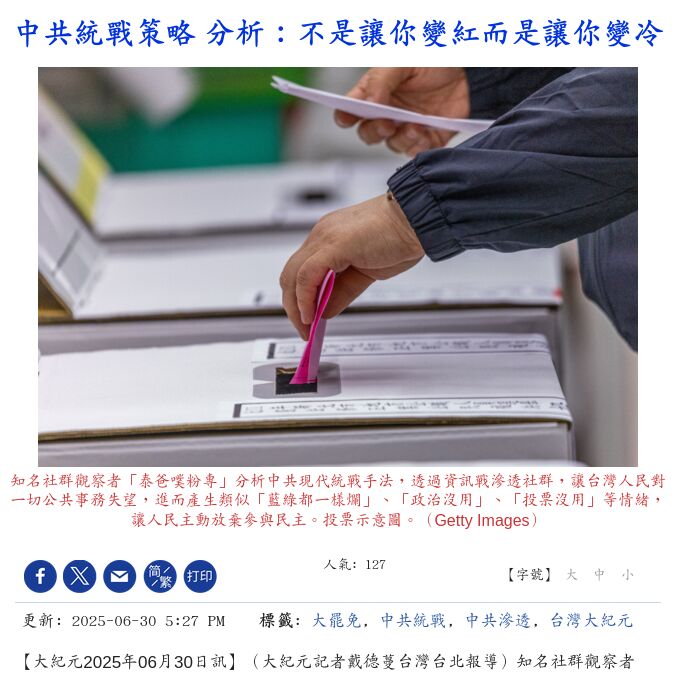 中共統戰策略 分析：不是讓你變紅而是讓你變冷
知名社群觀察者「泰爸噗粉專」分析中共現代統戰手法，透過資訊戰滲透社群，讓台灣人民對
一切公共事務失望，進而產生類似「藍綠都一樣爛」、「政治沒用」、「投票沒用」等情緒，
讓人民主動放棄參與民主。投票示意圖。（Getty Images）
人氣: 127
简／繁 打印
【字號】 大 中 小
更新: 2025-06-30 5:27 PM 標籤: 大罷免, 中共統戰, 中共滲透, 台灣大紀元
【大紀元2025年06月30日訊】（大紀元記者戴德蔓台灣台北報導）知名社群觀察者